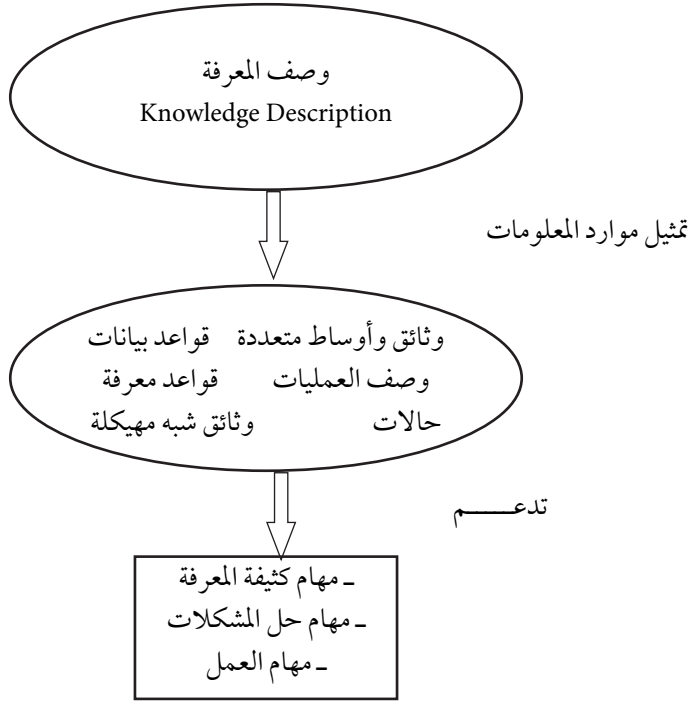 وصف المعرفة
Knowledge Description
تمثيل موارد المعلومات
وثائق وأوساط متعددة قواعد بيانات
وصف العمليات قواعد معرفة
حالات وثائق شبه مهيكلة
تدعـــــــم
ـ مهام كثيفة المعرفة
ـ مهام حل المشكلات
ـ مهام العمل